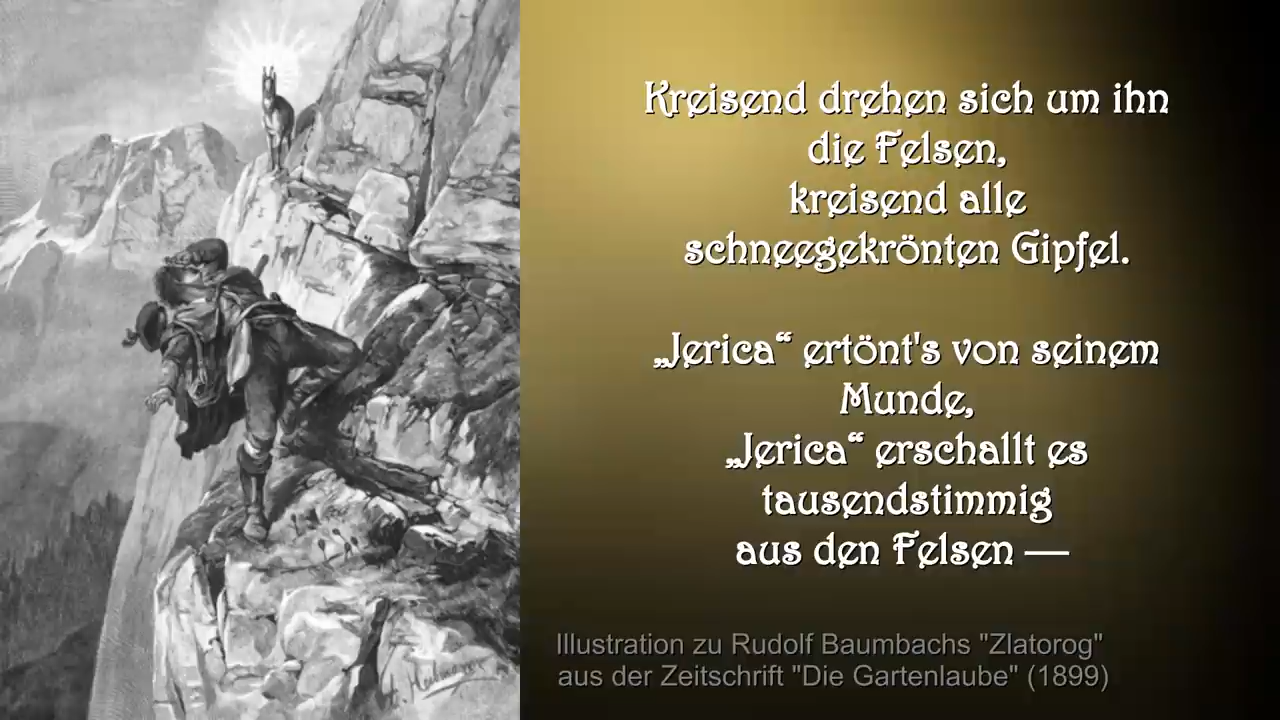 Kreisend drehen sich um ihn
die Felsen,
kreisend alle
schneegekrönten Gipfel.
„Jerica“ ertönt's von seinem
Munde,
„Jerica“ erschallt es
tausendstimmig
aus den Felsen —
Illustration zu Rudolf Baumbachs "Zlatorog"
aus der Zeitschrift "Die Gartenlaube" (1899)